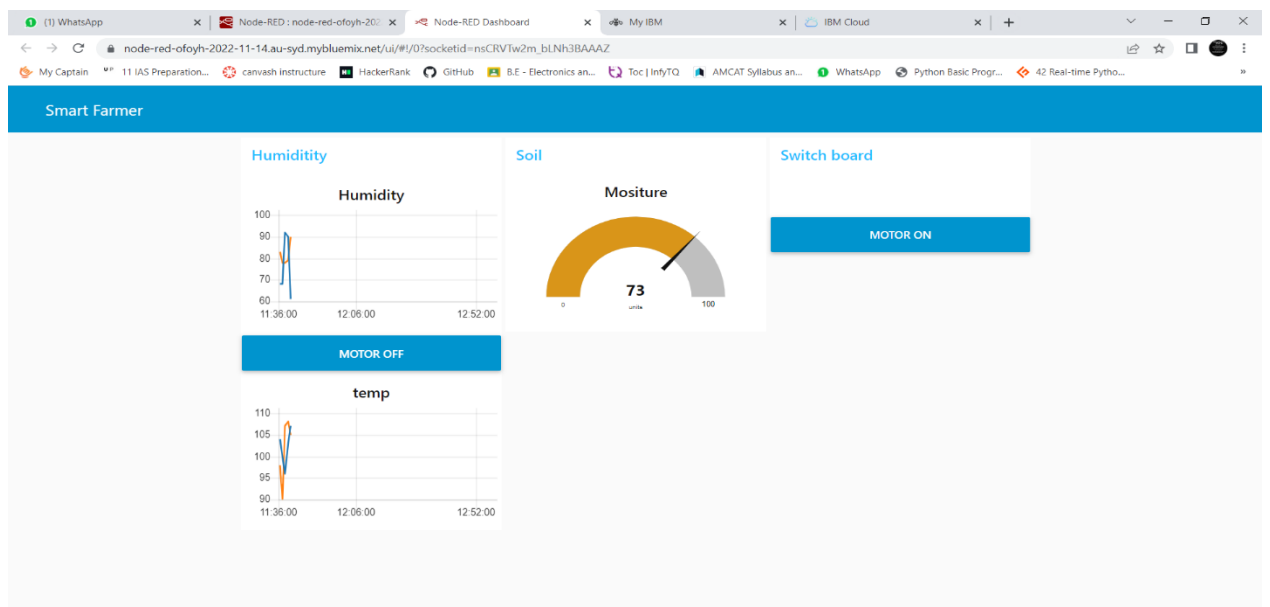 (1) WhatsApp
Node-RED : node-red-ofoyh-202
Node-RED Dashboard
My IBM
IBM Cloud
node-red-ofoyh-2022-11-14.au-syd.mybluemix.net/ui/#!/0?socketid=nsCRVTw2m_bLNh3BAAAZ
My Captain
11 IAS Preparation...
canvash instructure
HackerRank
GitHub
B.E - Electronics an...
Toc | InfyTQ
AMCAT Syllabus an...
WhatsApp
Python Basic Progr...
42 Real-time Pytho...
Smart Farmer
Humiditity
Humidity
100
90
80
70
60
11:36:00 12:06:00 12:52:00
MOTOR OFF
temp
110
105
100
95
90
11:36:00 12:06:00 12:52:00
Soil
Mositure
73
units
0 100
Switch board
MOTOR ON